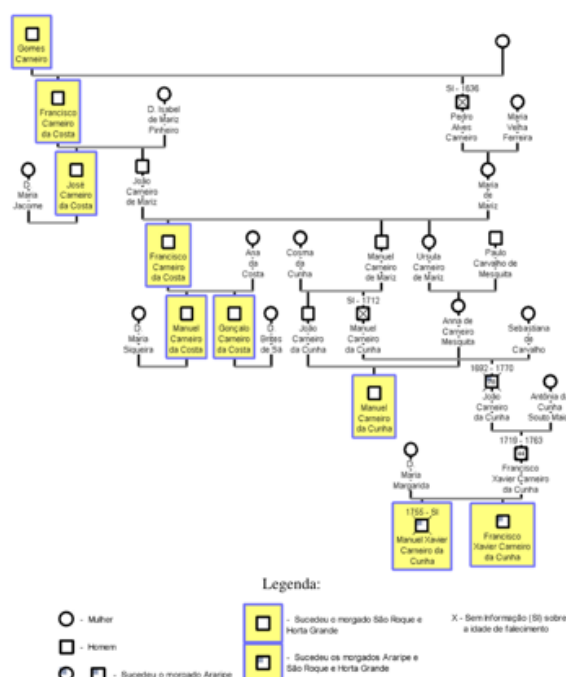 Gomes
Carneiro
Francisco
Carneiro
da Costa
D. Isabel
de Mariz
Pinheiro
SI - 1636
Pedro
Alves
Carneiro
Maria
Velha
Ferreira
D.
Maria
Jacome
José
Carneiro
da Costa
João
Carneiro
de Mariz
Maria
de
Mariz
Francisco
Carneiro
da Costa
Ana
da
Costa
Cosma
da
Cunha
Manuel
Carneiro
de Mariz
Ursula
Carneiro
de Mariz
Paulo
Carvalho de
Mesquita
D.
Maria
Siqueira
Manuel
Carneiro
da Costa
Gonçalo
Carneiro
da Costa
D.
Brites
de Sá
João
Carneiro
da Cunha
SI - 1712
Manuel
Carneiro
da Cunha
Anna de
Carneiro
Mesquita
Sebastiana
de
Carvalho
Manuel
Carneiro
da Cunha
1692 - 1770
João
Carneiro
da Cunha
Antônia da
Cunha
Souto Maior
D.
Maria
Margarida
1718 - 1763
Francisco
Xavier Carneiro
da Cunha
1755 - SI
Manuel Xavier
Carneiro da
Cunha
Francisco
Xavier Carneiro
da Cunha
Legenda:
- Mulher
- Homem
- Sucedeu o morgado Araripe
- Sucedeu o morgado São Roque e
Horta Grande
- Sucedeu os morgados Araripe e
São Roque e Horta Grande
X - Sem Informação (SI) sobre
a idade de falecimento